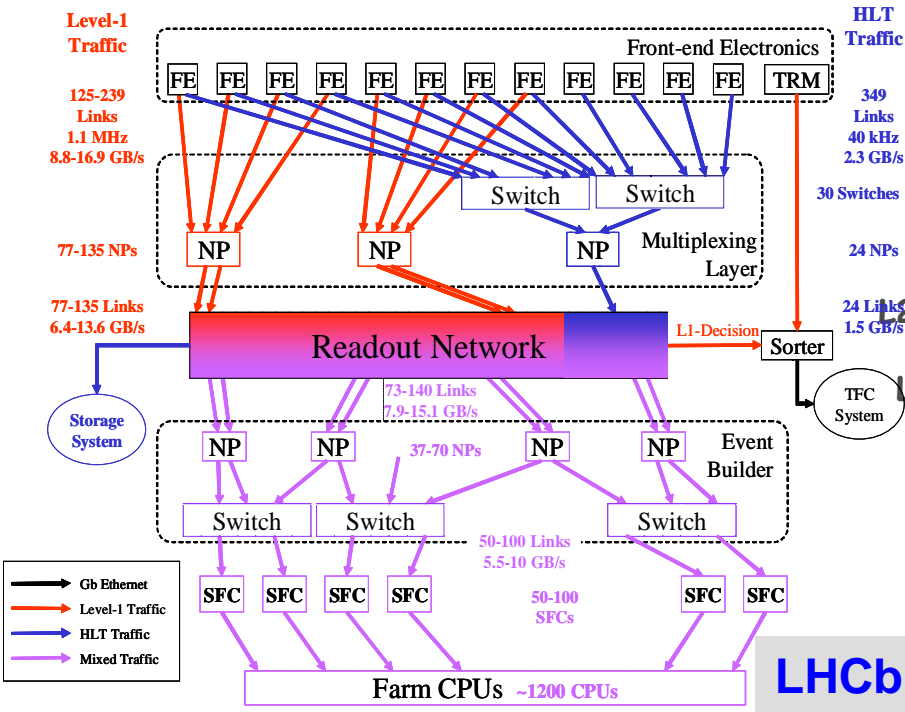 Level-1
Traffic
HLT
Traffic
Front-end Electronics
FE FE FE FE FE FE FE FE FE FE FE FE TRM
125-239
Links
1.1 MHz
8.8-16.9 GB/s
349
Links
40 kHz
2.3 GB/s
Switch Switch
30 Switches
77-135 NPs
NP NP NP
Multiplexing
Layer
24 NPs
77-135 Links
6.4-13.6 GB/s
24 Link
1.5 GB/s
L2
L
Readout Network
L1-Decision
Sorter
TFC
System
Storage
System
73-140 Links
7.9-15.1 GB/s
NP NP NP NP
37-70 NPs
Event
Builder
Switch Switch Switch
50-100 Links
5.5-10 GB/s
Gb Ethernet
Level-1 Traffic
HLT Traffic
Mixed Traffic
SFC SFC SFC SFC SFC SFC
50-100
SFCs
Farm CPUs ~1200 CPUs
LHCb